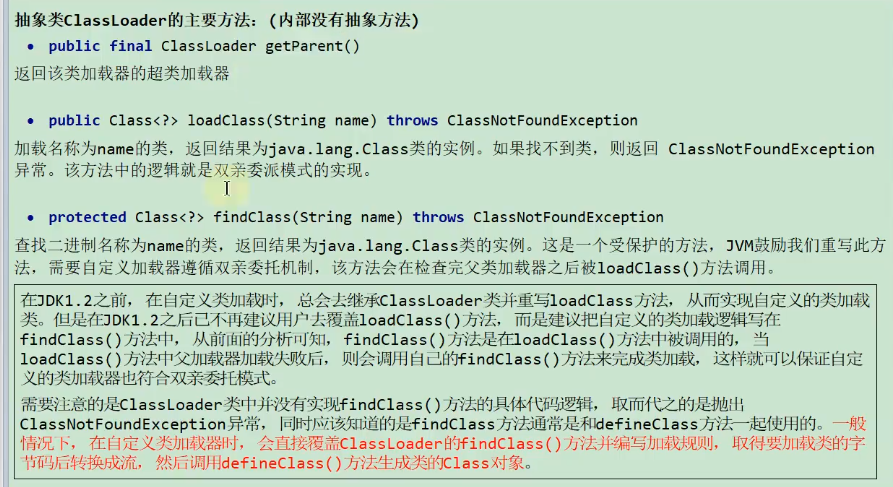 抽象类ClassLoader的主要方法：(内部没有抽象方法)
• public final ClassLoader getParent()
返回该类加载器的超类加载器
• public Class<?> loadClass(String name) throws ClassNotFoundException
加载名称为name的类，返回结果为java.lang.Class类的实例。如果找不到类，则返回 ClassNotFoundException
异常。该方法中的逻辑就是双亲委派模式的实现。
• protected Class<?> findClass(String name) throws ClassNotFoundException
查找二进制名称为name的类，返回结果为java.lang.Class类的实例。这是一个受保护的方法，JVM鼓励我们重写此方
法，需要自定义加载器遵循双亲委托机制，该方法会在检查完父类加载器之后被loadClass()方法调用。
在JDK1.2之前，在自定义类加载时，总会去继承ClassLoader类并重写loadClass方法，从而实现自定义的类加载
类。但是在JDK1.2之后已不再建议用户去覆盖loadClass()方法，而是建议把自定义的类加载逻辑写在
findClass()方法中，从前面的分析可知，findClass()方法是在loadClass()方法中被调用的，当
loadClass()方法中父加载器加载失败后，则会调用自己的findClass()方法来完成类加载，这样就可以保证自定
义的类加载器也符合双亲委托模式。
需要注意的是ClassLoader类中并没有实现findClass()方法的具体代码逻辑，取而代之的是抛出
ClassNotFoundException异常，同时应该知道的是findClass方法通常是和defineClass方法一起使用的。一般
情况下，在自定义类加载器时，会直接覆盖ClassLoader的findClass()方法并编写加载规则，取得要加载类的字
节码后转换成流，然后调用defineClass()方法生成类的Class对象。